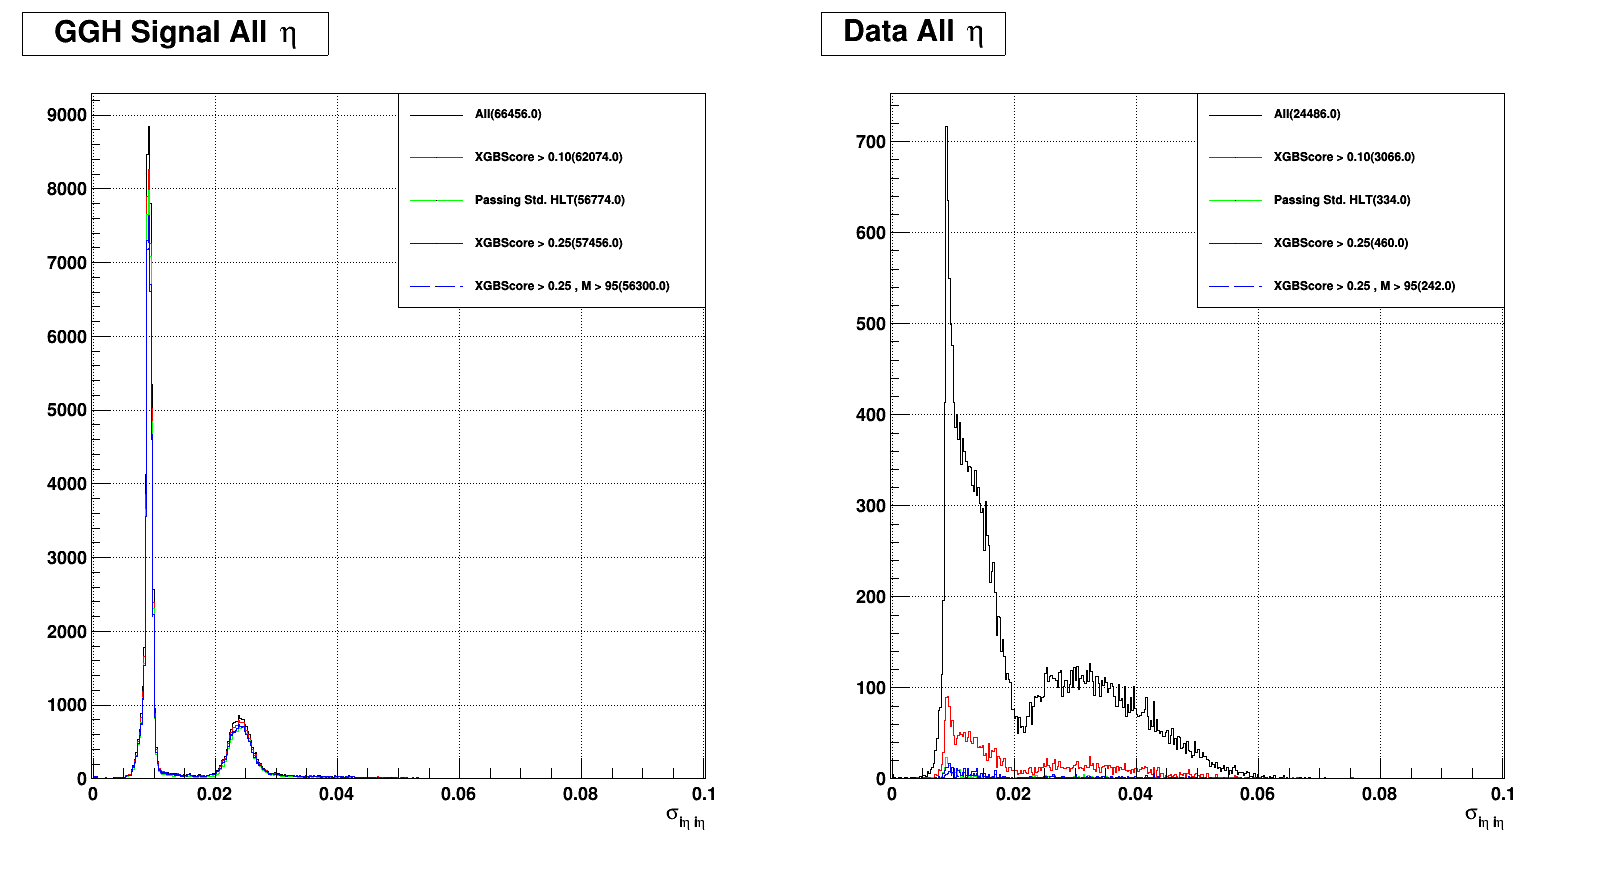 GGH Signal All η
9000
8000
7000
6000
5000
4000
3000
2000
1000
0
0 0.02 0.04 0.06 0.08 0.1
σ iη iη
All(66456.0)
XGBScore > 0.10(62074.0)
Passing Std. HLT(56774.0)
XGBScore > 0.25(57456.0)
XGBScore > 0.25 , M > 95(56300.0)
Data All η
700
600
500
400
300
200
100
0
0 0.02 0.04 0.06 0.08 0.1
σ iη iη
All(24486.0)
XGBScore > 0.10(3066.0)
Passing Std. HLT(334.0)
XGBScore > 0.25(460.0)
XGBScore > 0.25 , M > 95(242.0)